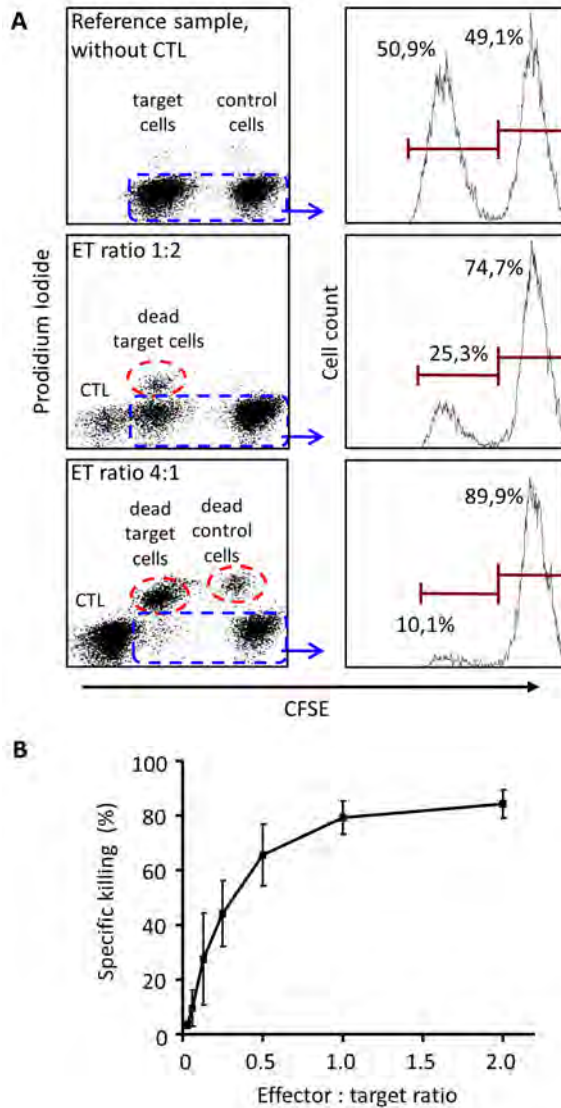 A
Reference sample,
without CTL
target
cells
control
cells
50,9%
49,1%
ET ratio 1:2
dead
target cells
CTL
74,7%
25,3%
ET ratio 4:1
dead
target
cells
dead
control
cells
CTL
89,9%
10,1%
Prodidium Iodide
Cell count
CFSE
B
Specific killing (%)
100
80
60
40
20
0
0
0.5
1.0
1.5
2.0
Effector : target ratio